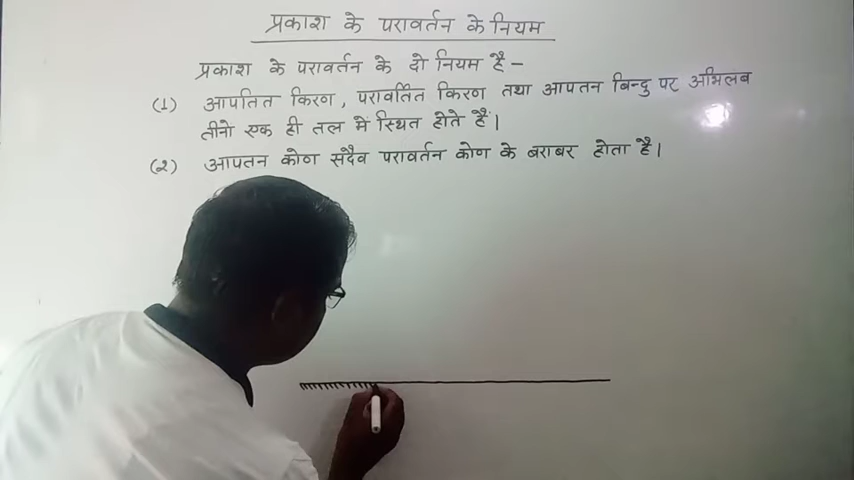 प्रकाश के परावर्तन के नियम
प्रकाश के परावर्तन के दो नियम है -
(1) आपतित किरण, परावर्तित किरण तथा आपतन बिन्दु पर अभिलब
तीनो एक ही तल में स्थित होते हैं।
(2) आपतन कोण सदैव परावर्तन कोण के बराबर होता है।